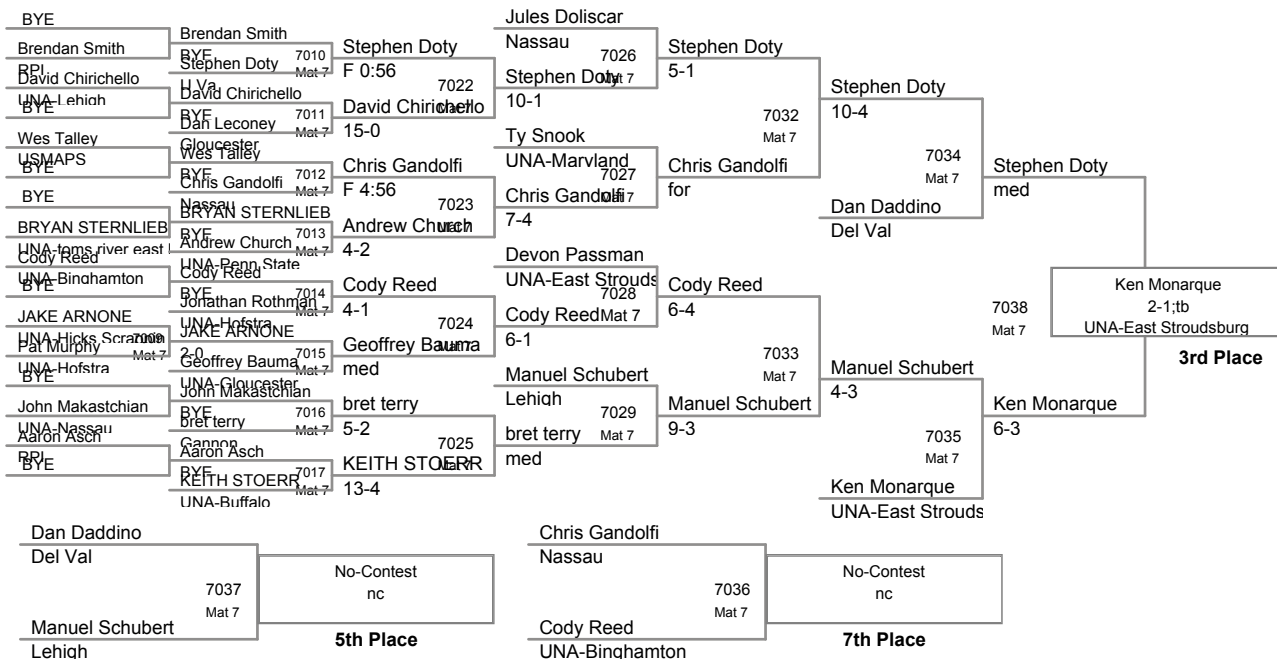 BYE
Brendan Smith
RPI
David Chirichello
UNA-Lehigh
BYE
Wes Talley
USMAPS
BYE
BYE
BRYAN STERNLIEB
UNA-toms river east
Cody Reed
UNA-Binghamton
BYE
JAKE ARNONE
UNA-Hicks
7009
Mat 7
Pat Murphy
UNA-Hofstra
BYE
John Makastchian
UNA-Nassau
Aaron Asch
RPI
BYE
Brendan Smith
BYE
7010
Mat 7
Stephen Doty
U Va
David Chirichello
BYE
7011
Mat 7
Dan Leconey
Gloucester
Wes Talley
BYE
7012
Mat 7
Chris Gandolfi
Nassau
BRYAN STERNLIEB
BYE
7013
Andrew Church
UNA-Penn State
Cody Reed
BYE
7014
Mat 7
Jonathan Rothman
UNA-Hofstra
JAKE ARNONE
2-0
7015
Mat 7
Geoffrey Bauma
UNA-Gloucester
John Makastchian
BYE
7016
Mat 7
bret terry
Gannon
Aaron Asch
BYE
7017
Mat 7
KEITH STOERR
UNA-Buffalo
Stephen Doty
F 0:56
7022
Mat 7
David Chirichello
15-0
Chris Gandolfi
F 4:56
7023
Mat 7
Andrew Church
4-2
Cody Reed
4-1
7024
Mat 7
Geoffrey Bauma
med
bret terry
5-2
7025
Mat 7
KEITH STOERR
13-4
Jules Doliscar
Nassau
7026
Mat 7
Stephen Doty
10-1
Ty Snook
UNA-Maryland
7027
Mat 7
Chris Gandolfi
7-4
Devon Passman
UNA-East Strouds
7028
Mat 7
Cody Reed
6-1
Manuel Schubert
Lehigh
7029
Mat 7
bret terry
med
Stephen Doty
5-1
7032
Mat 7
Chris Gandolfi
for
Cody Reed
6-4
7033
Mat 7
Manuel Schubert
9-3
Stephen Doty
10-4
7034
Mat 7
Dan Daddino
Del Val
Manuel Schubert
4-3
7035
Mat 7
Ken Monarque
UNA-East Strouds
Stephen Doty
med
7038
Mat 7
Ken Monarque
6-3
Ken Monarque
2-1;tb
UNA-East Stroudsburg
3rd Place
Dan Daddino
Del Val
7037
Mat 7
Manuel Schubert
Lehigh
No-Contest
nc
5th Place
Chris Gandolfi
Nassau
7036
Mat 7
Cody Reed
UNA-Binghamton
No-Contest
nc
7th Place